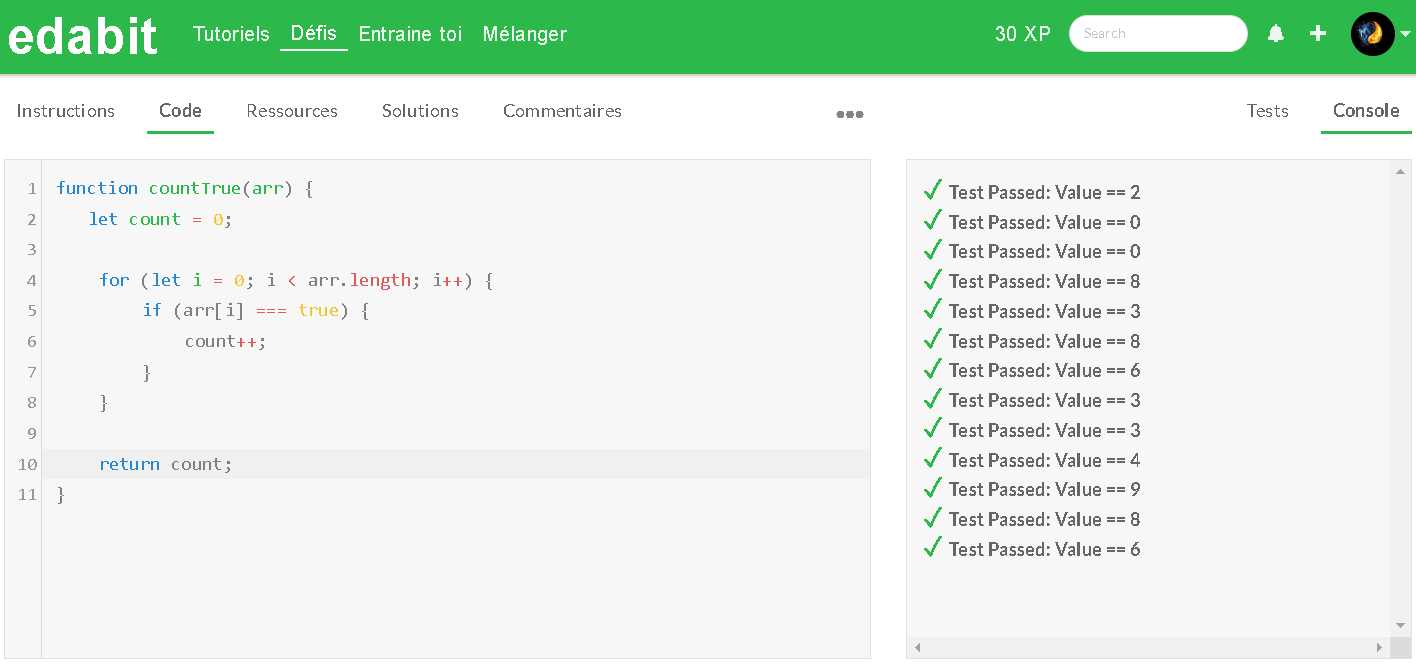 edabit Tutoriels Défis Entraine toi Mélanger 30 XP Search
Instructions Code Ressources Solutions Commentaires Tests Console
1 function countTrue(arr) {
2 let count = 0;
3
4 for (let i = 0; i < arr.length; i++) {
5 if (arr[i] === true) {
6 count++;
7 }
8 }
9
10 return count;
11 }
Test Passed: Value == 2
Test Passed: Value == 0
Test Passed: Value == 0
Test Passed: Value == 8
Test Passed: Value == 3
Test Passed: Value == 8
Test Passed: Value == 6
Test Passed: Value == 3
Test Passed: Value == 3
Test Passed: Value == 4
Test Passed: Value == 9
Test Passed: Value == 8
Test Passed: Value == 6